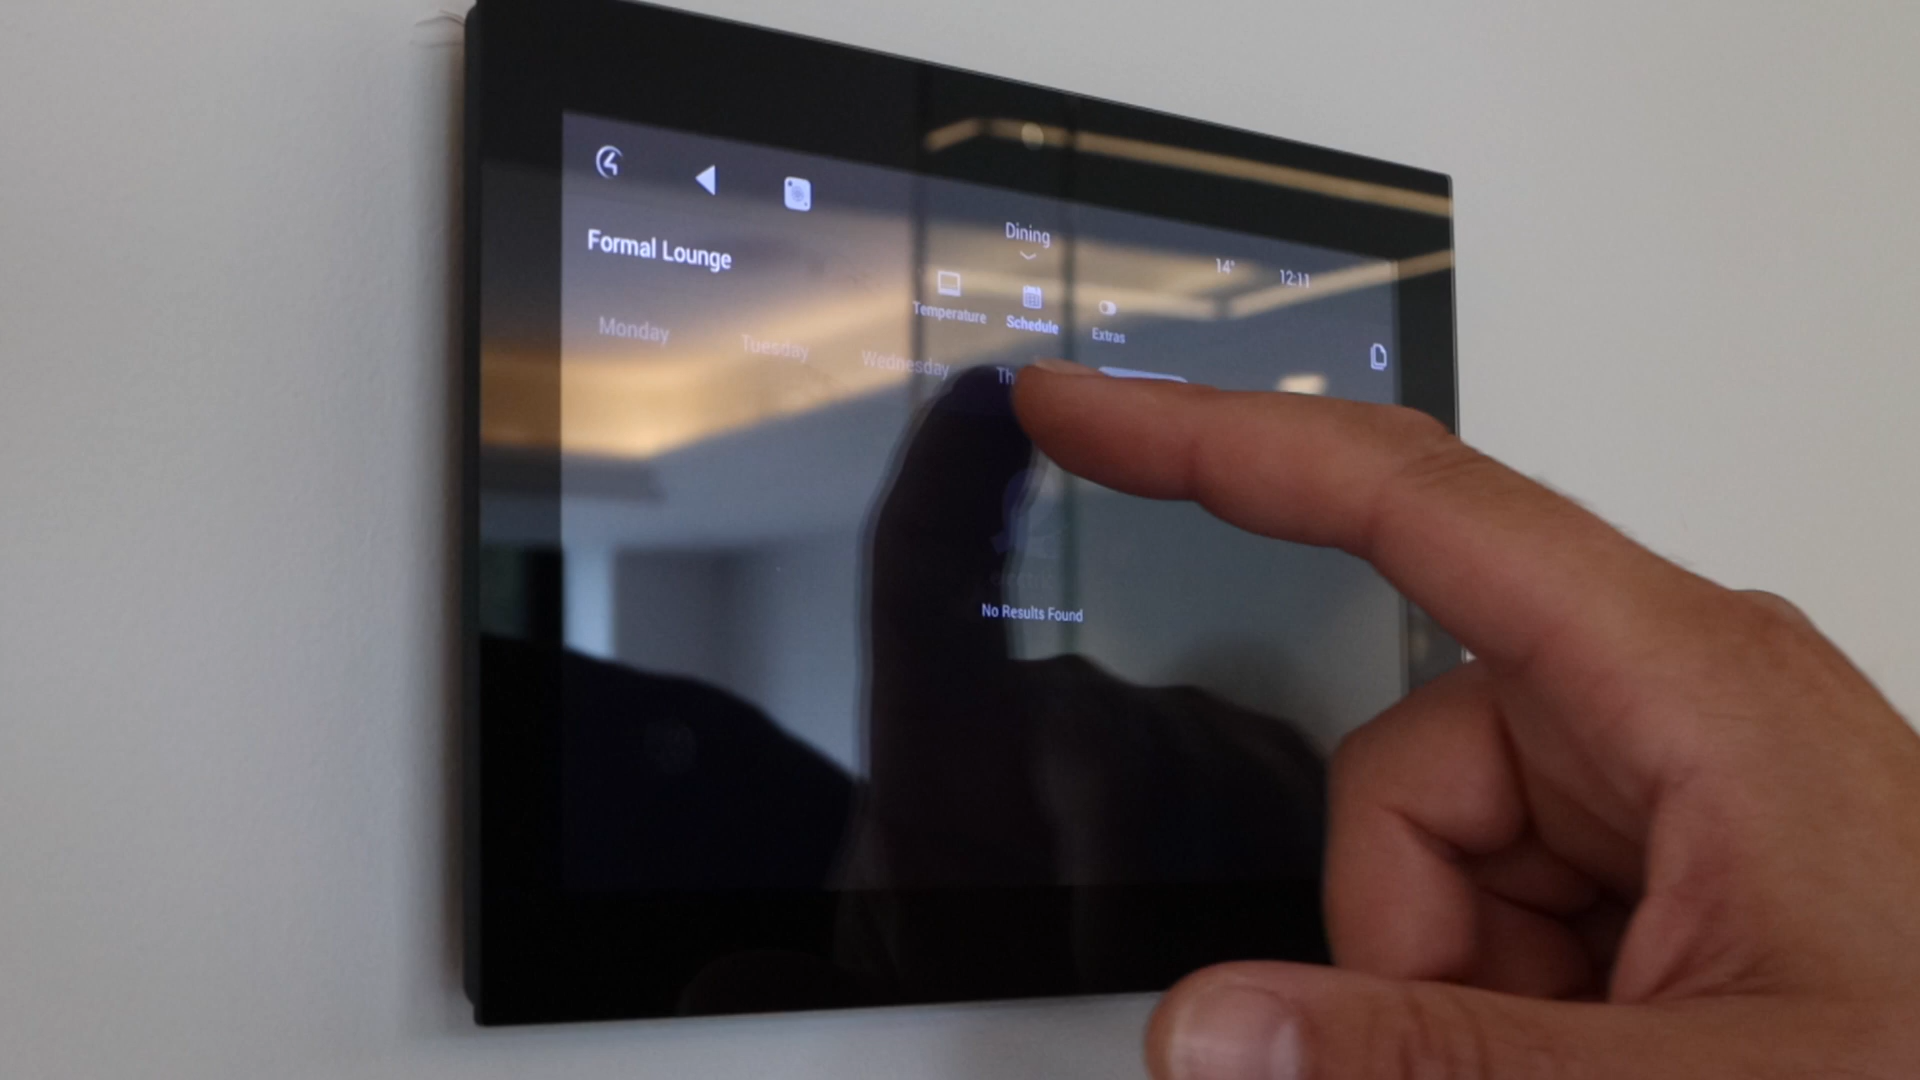 Dining
14° 12:11
Formal Lounge
Temperature Schedule Extras
Monday Tuesday Wednesday Th
No Results Found